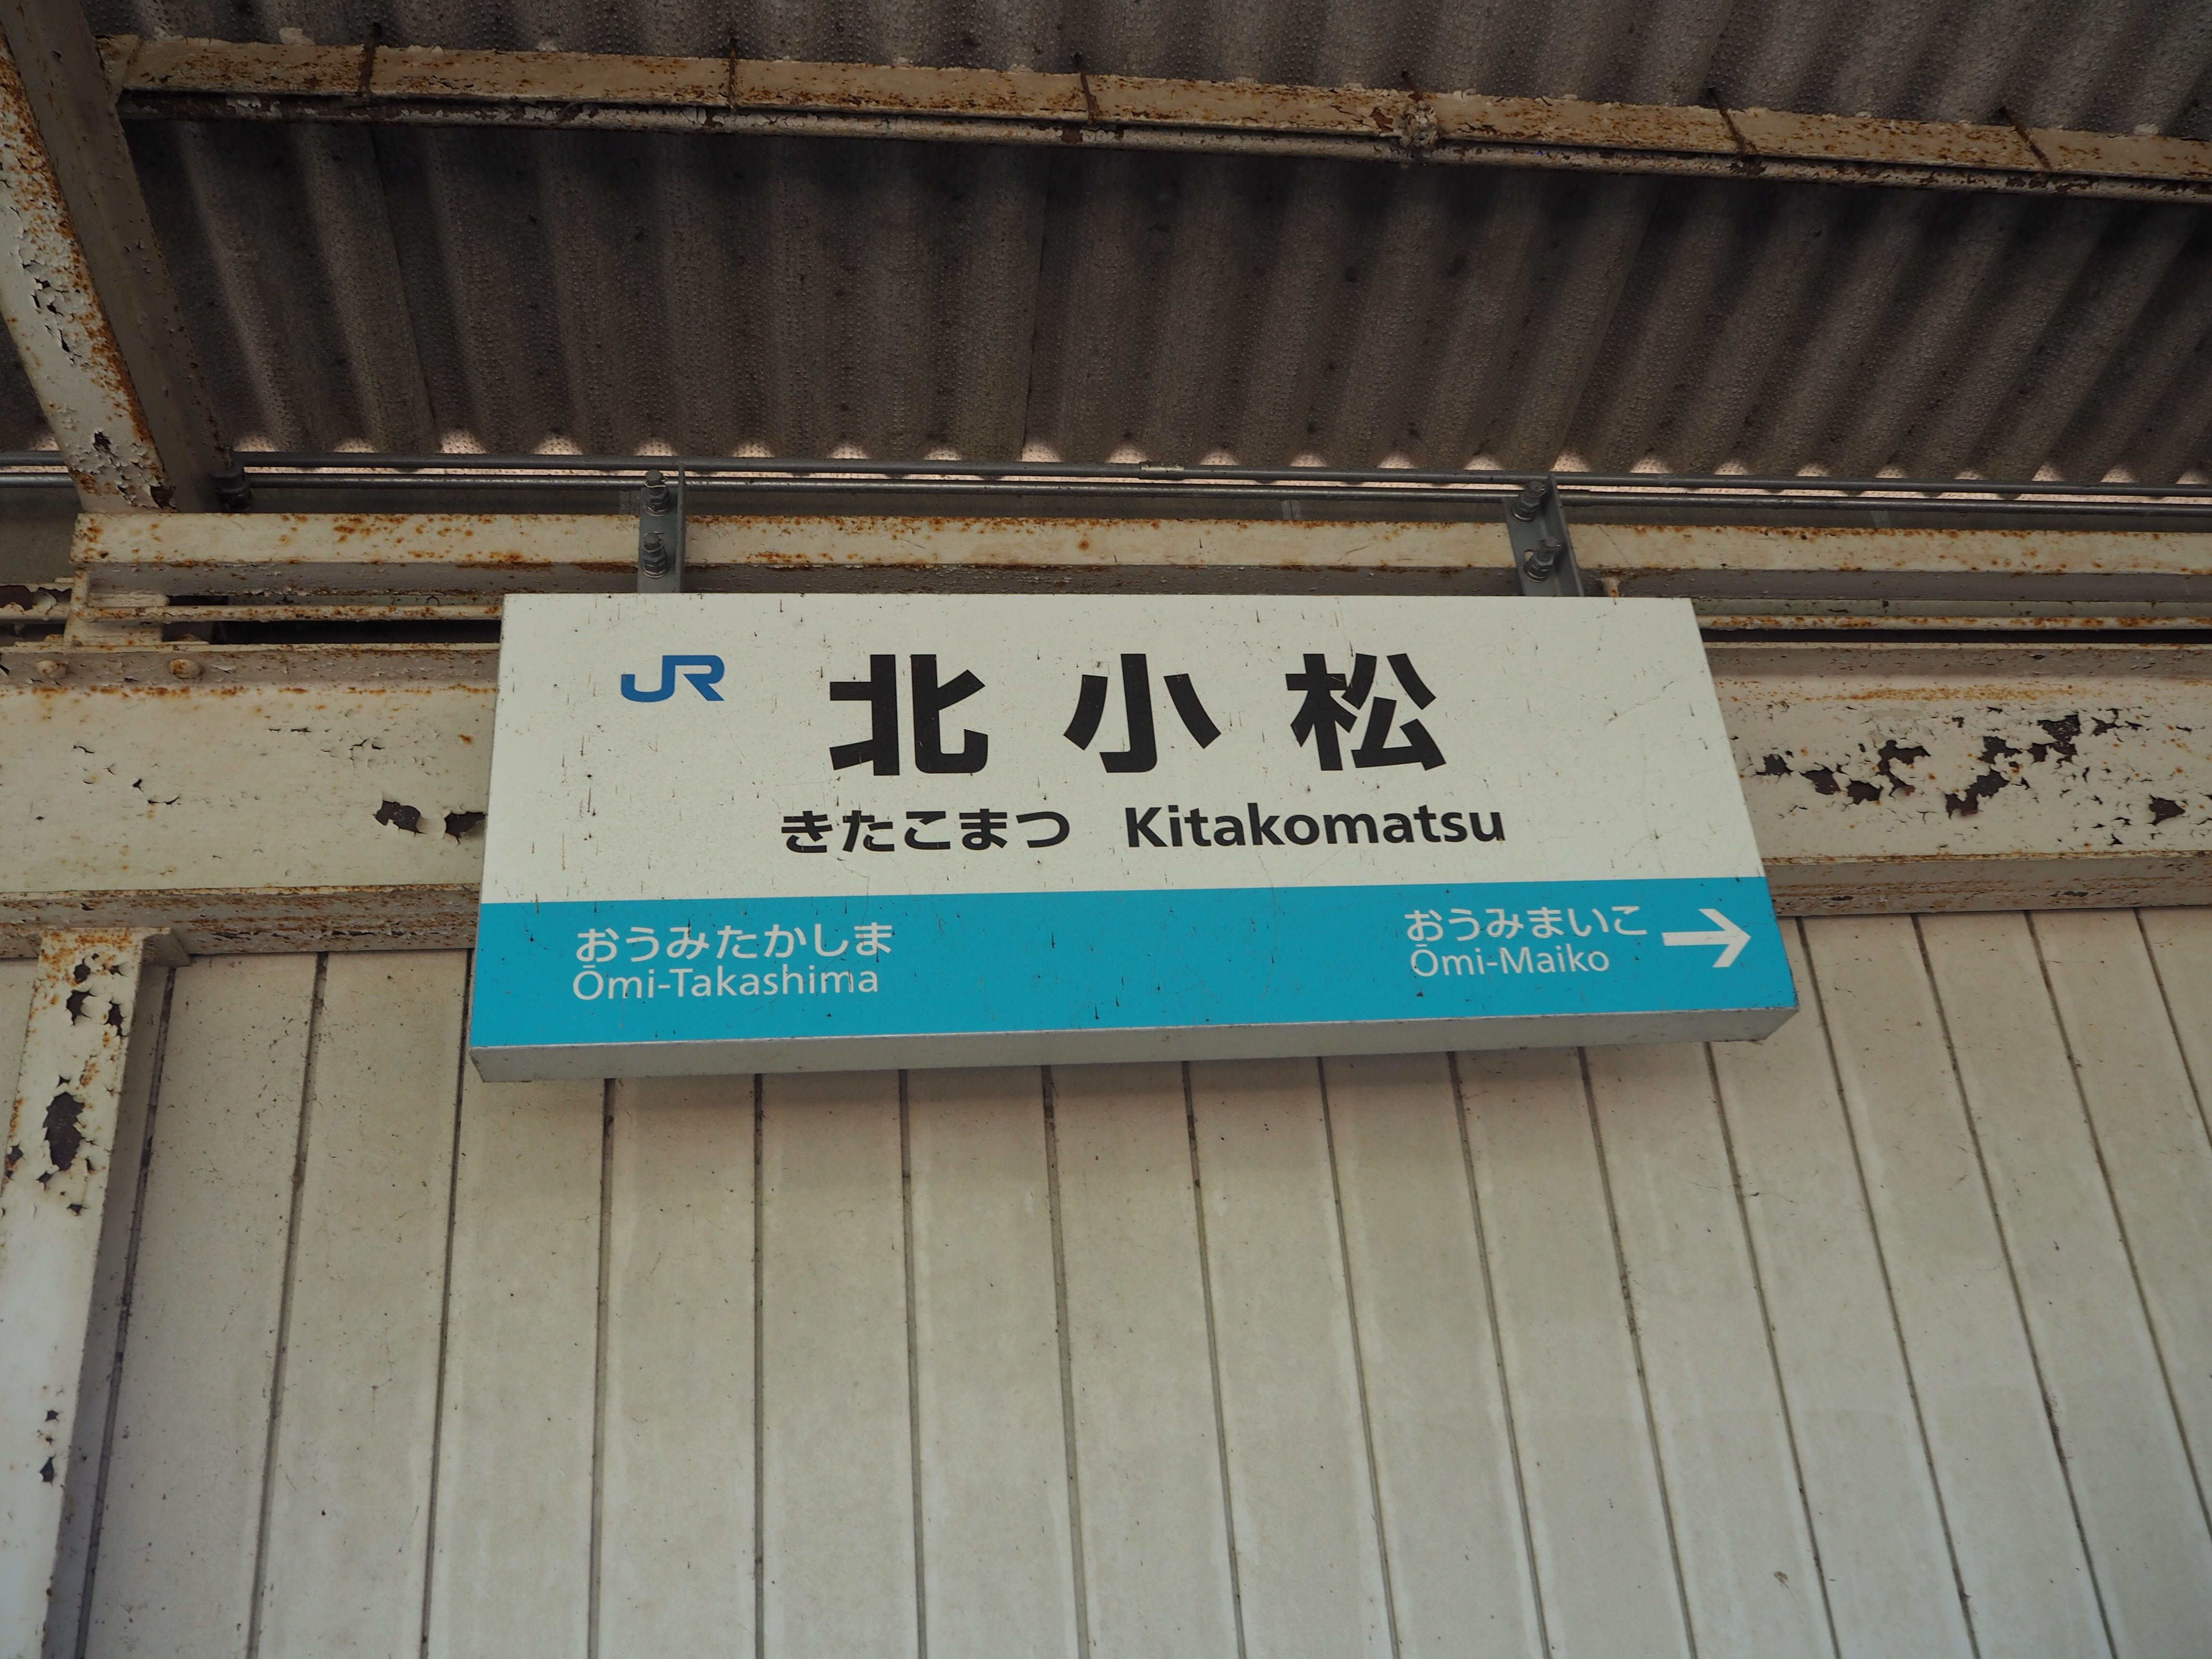 JR 北小松
きたこまつ Kitakomatsu
おうみたかしま
Ōmi-Takashima
おうみまいこ →
Ōmi-Maiko